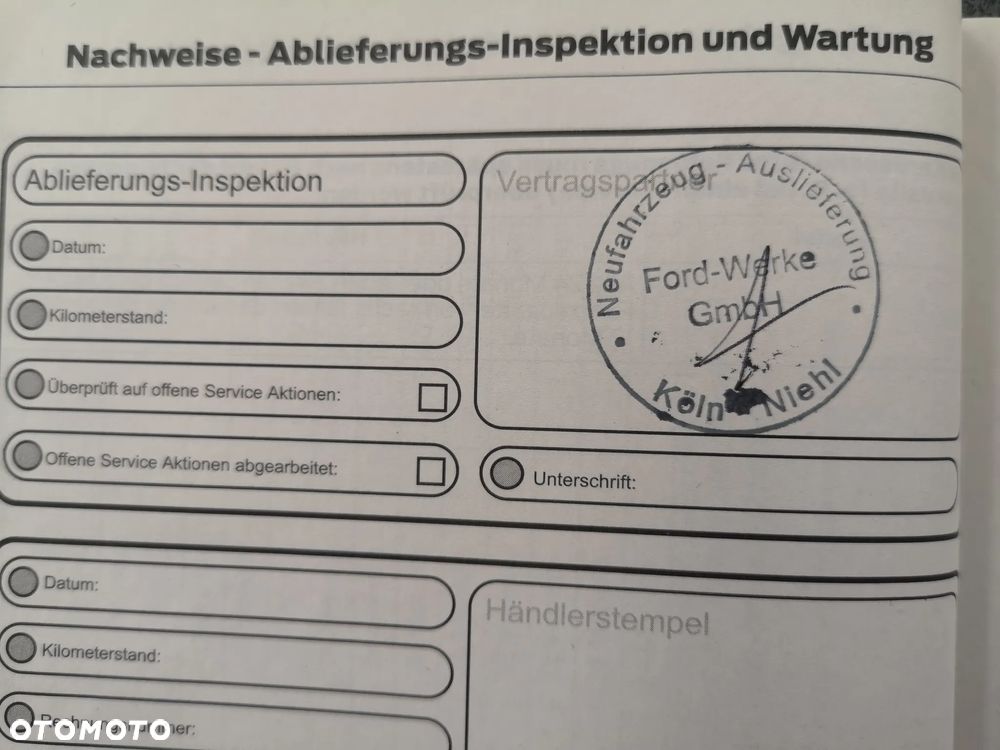 Nachweise - Ablieferungs-Inspektion und Wartung
Ablieferungs-Inspektion
Datum:
Kilometerstand:
Überprüft auf offene Service Aktionen:
Offene Service Aktionen abgearbeitet:
Vertragspartner
Neufahrzeug - Auslieferung
Ford-Werke
GmbH
Köln - Niehl
Unterschrift:
Datum:
Kilometerstand:
Rechnungsnummer:
Händlerstempel
OTOMOTO